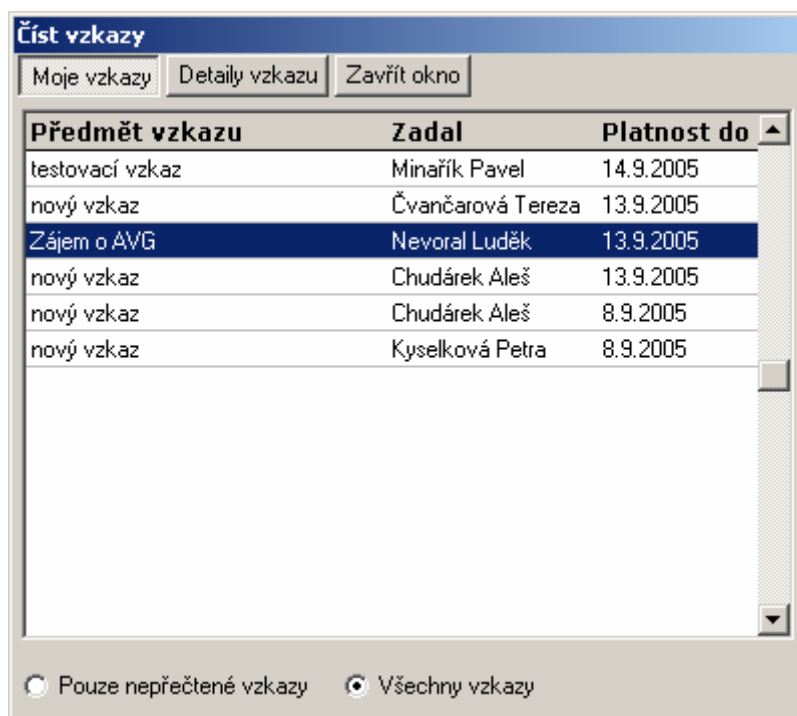 Číst vzkazy
Moje vzkazy Detaily vzkazu Zavřít okno
Předmět vzkazu Zadal Platnost do
testovací vzkaz Minařík Pavel 14.9.2005
nový vzkaz Čvančarová Tereza 13.9.2005
Zájem o AVG Nevoral Luděk 13.9.2005
nový vzkaz Chudárek Aleš 13.9.2005
nový vzkaz Chudárek Aleš 8.9.2005
nový vzkaz Kyselková Petra 8.9.2005
Pouze nepřečtené vzkazy Všechny vzkazy